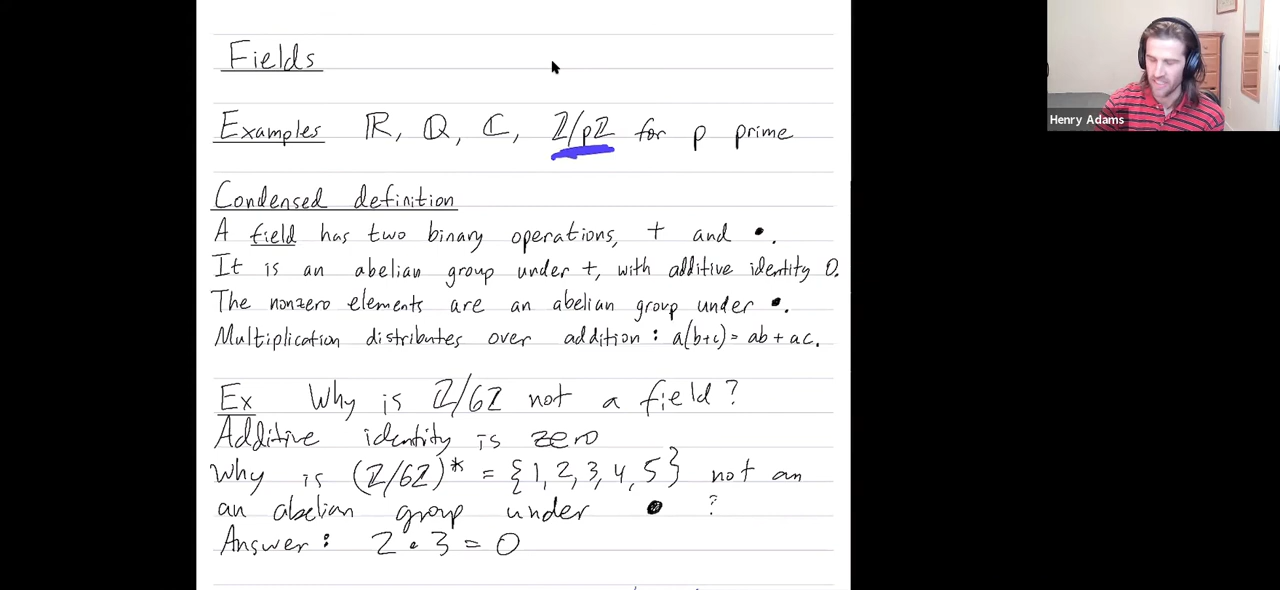 Fields
Examples ℝ, ℚ, ℂ, ℤ/pℤ for p prime
Condensed definition
A field has two binary operations, + and •.
It is an abelian group under +, with additive identity 0.
The nonzero elements are an abelian group under •.
Multiplication distributes over addition: a(b+c) = ab + ac.
Ex Why is ℤ/6ℤ not a field?
Additive identity is zero
Why is (ℤ/6ℤ)* = {1, 2, 3, 4, 5} not an
an abelian group under • ?
Answer: 2 • 3 = 0
Henry Adams